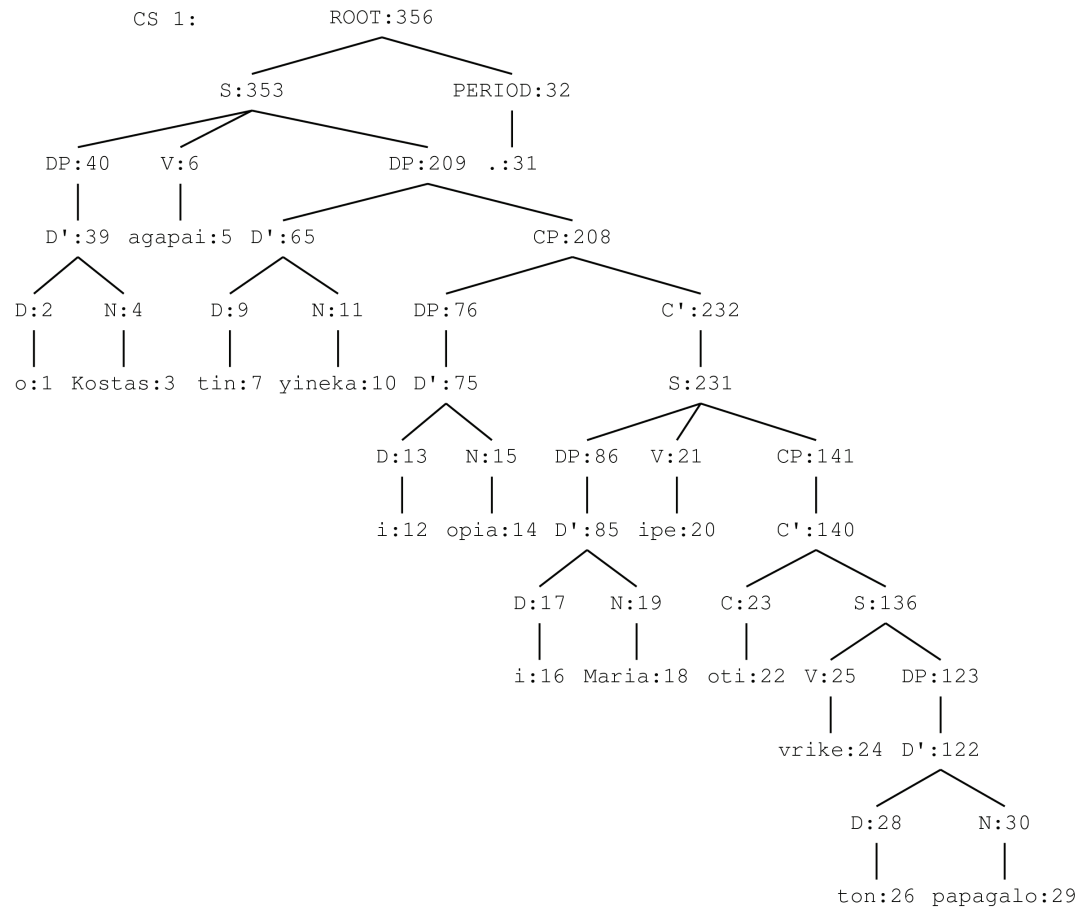 CS 1: ROOT:356
S:353 PERIOD:32
DP:40 V:6 DP:209 .:31
D':39 agapai:5 D':65 CP:208
D:2 N:4 D:9 N:11 DP:76 C':232
o:1 Kostas:3 tin:7 yineka:10 D':75 S:231
D:13 N:15 DP:86 V:21 CP:141
i:12 opia:14 D':85 ipe:20 C':140
D:17 N:19 C:23 S:136
i:16 Maria:18 oti:22 V:25 DP:123
vrike:24 D':122
D:28 N:30
ton:26 papagalo:29